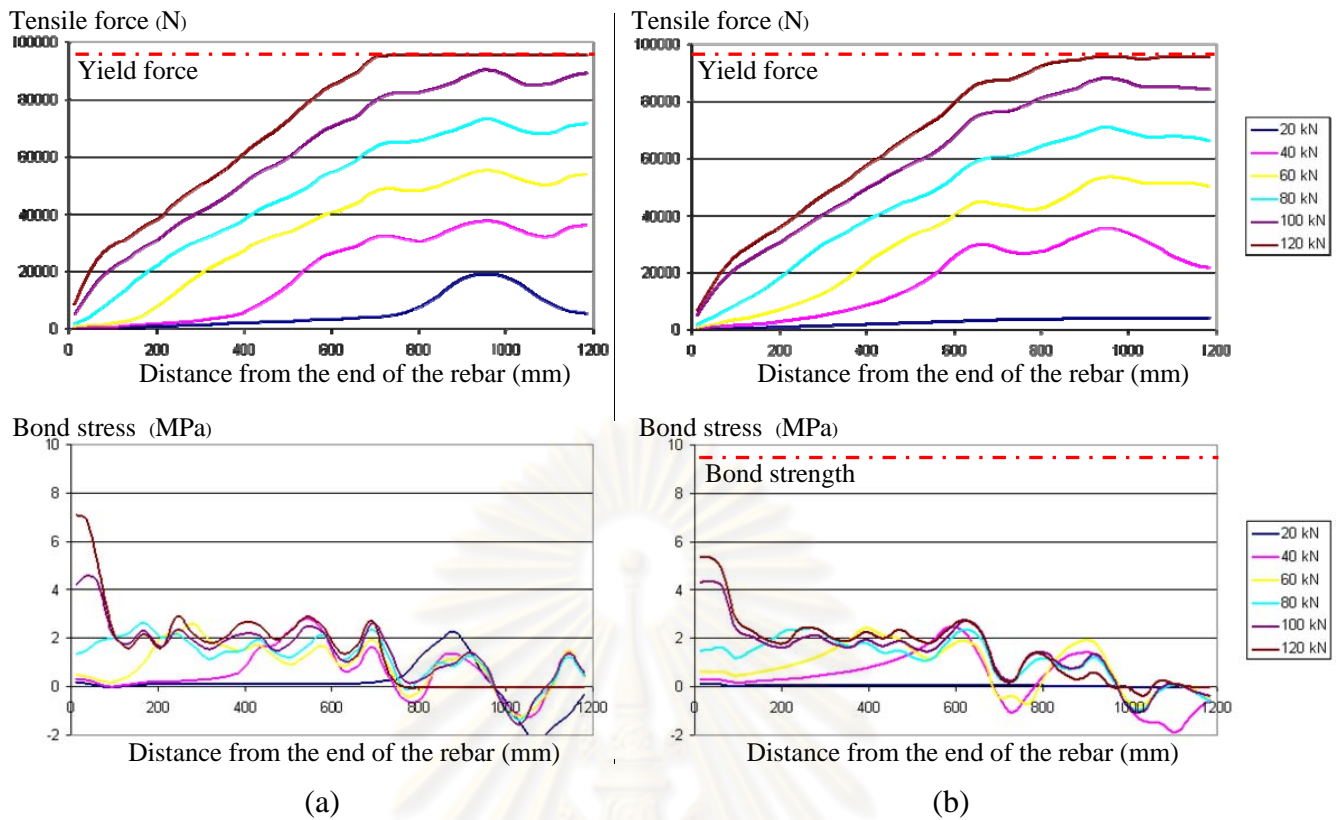 Tensile force (N)
100000
80000
60000
40000
20000
0
Yield force
0 200 400 600 800 1000 1200
Distance from the end of the rebar (mm)
Tensile force (N)
100000
80000
60000
40000
20000
0
Yield force
0 200 400 600 800 1000 1200
Distance from the end of the rebar (mm)
20 kN
40 kN
60 kN
80 kN
100 kN
120 kN
Bond stress (MPa)
10
8
6
4
2
0
-2
0 200 400 600 800 1000 1200
Distance from the end of the rebar (mm)
(a)
Bond stress (MPa)
10
8
6
4
2
0
-2
Bond strength
0 200 400 600 800 1000 1200
Distance from the end of the rebar (mm)
(b)
20 kN
40 kN
60 kN
80 kN
100 kN
120 kN